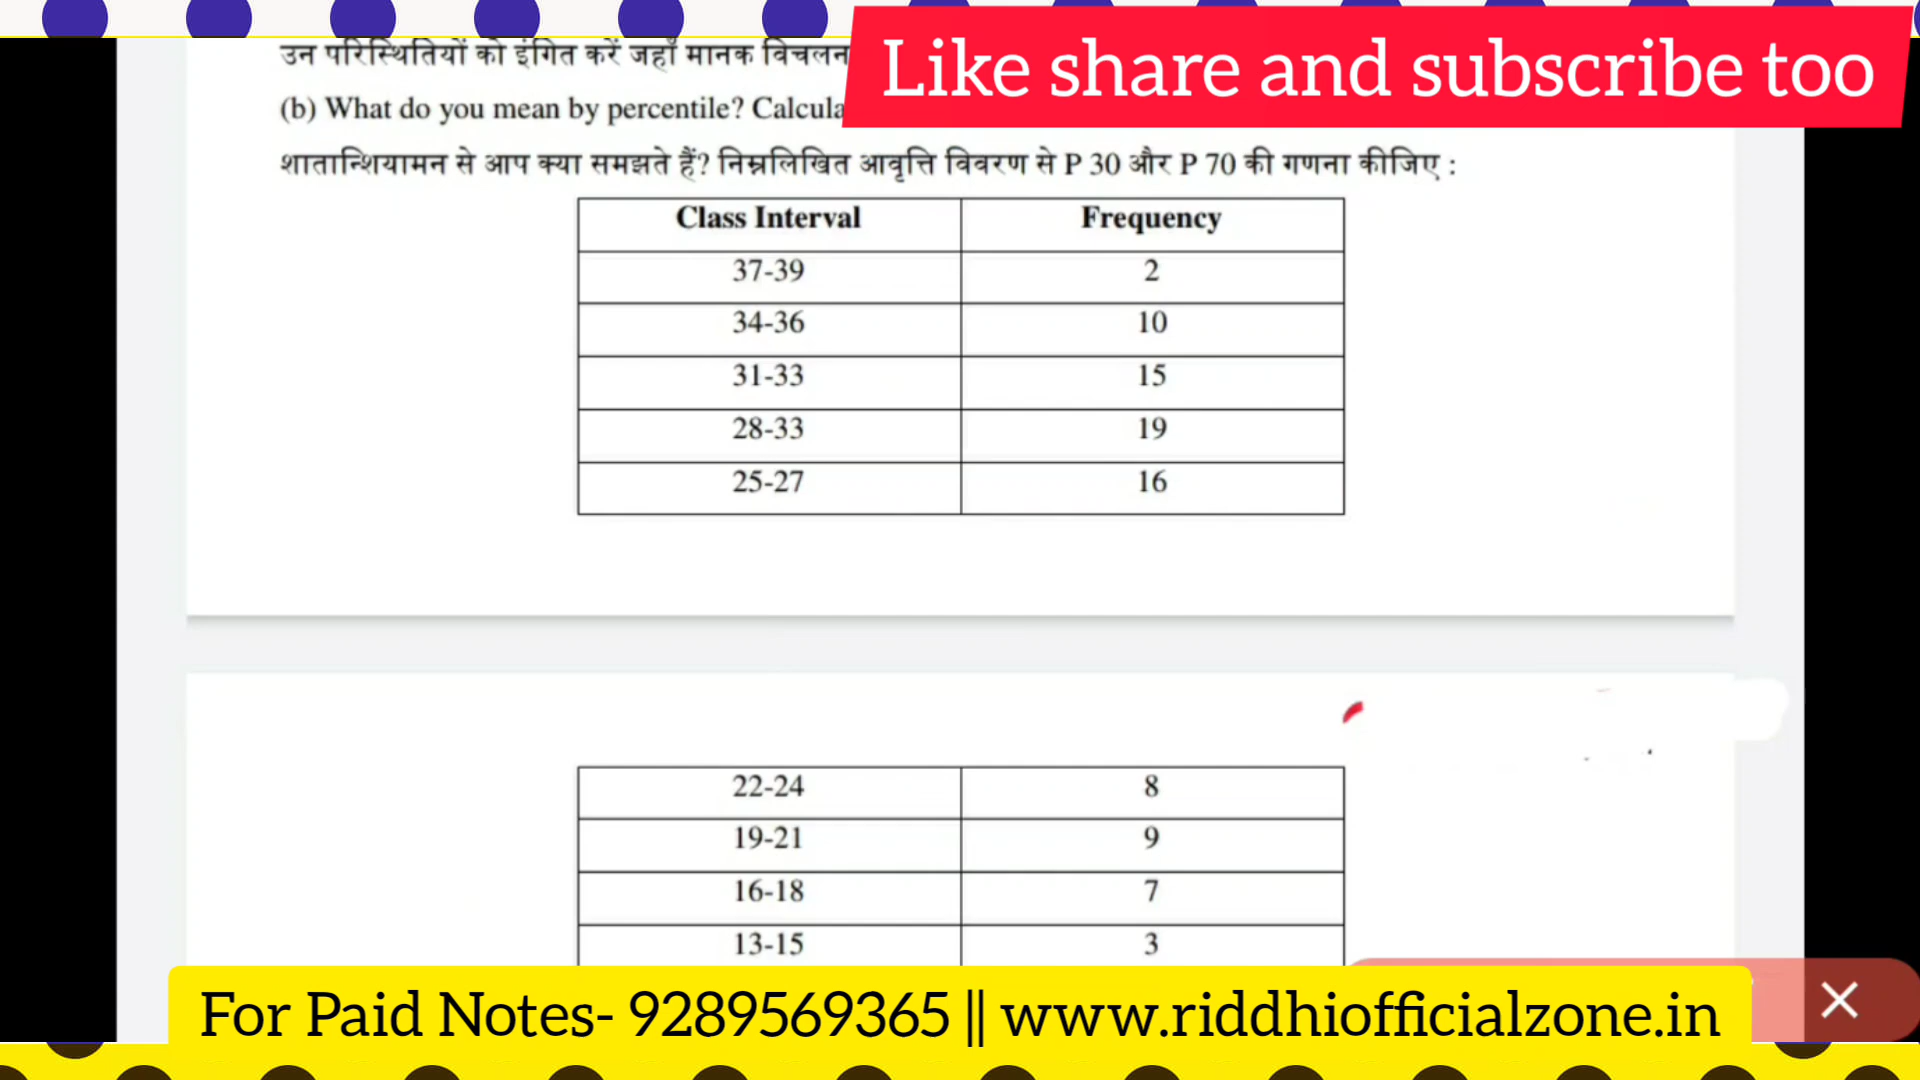 उन परिस्थितियों को इंगित करें जहाँ मानक विचलन
Like share and subscribe too
(b) What do you mean by percentile? Calcula
शातान्शियामन से आप क्या समझते हैं? निम्नलिखित आवृत्ति विवरण से P 30 और P 70 की गणना कीजिए :
Class Interval Frequency
37-39 2
34-36 10
31-33 15
28-33 19
25-27 16
22-24 8
19-21 9
16-18 7
13-15 3
For Paid Notes- 9289569365 || www.riddhiofficialzone.in